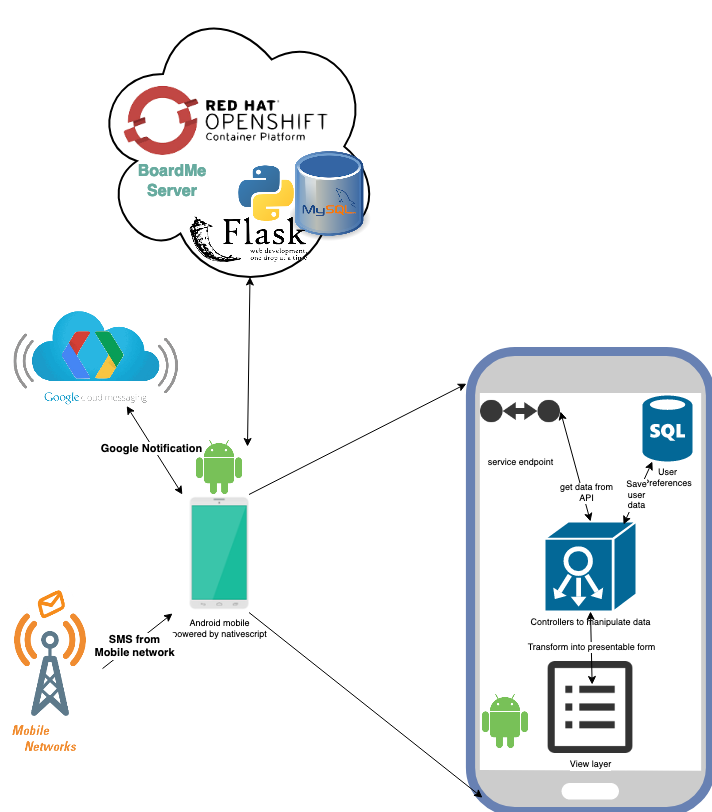 RED HAT®
OPENSHIFT
Container Platform
BoardMe
Server
MySQL
Flask
web development,
one drop at a time
Google cloud messaging
Google Notification
SMS from
Mobile network
Mobile
Networks
Android mobile
powered by nativescript
service endpoint
SQL
User
references
get data from
API
Save
user
data
Controllers to manipulate data
Transform into presentable form
View layer